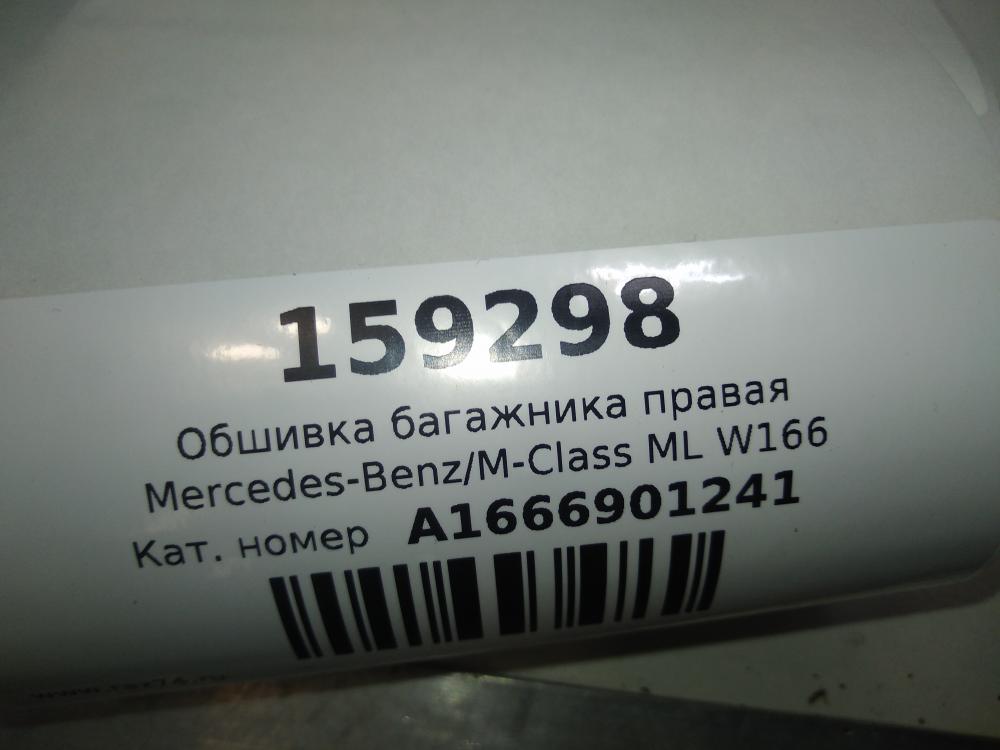 159298
Обшивка багажника правая
Mercedes-Benz/M-Class ML W166
Кат. номер A1666901241